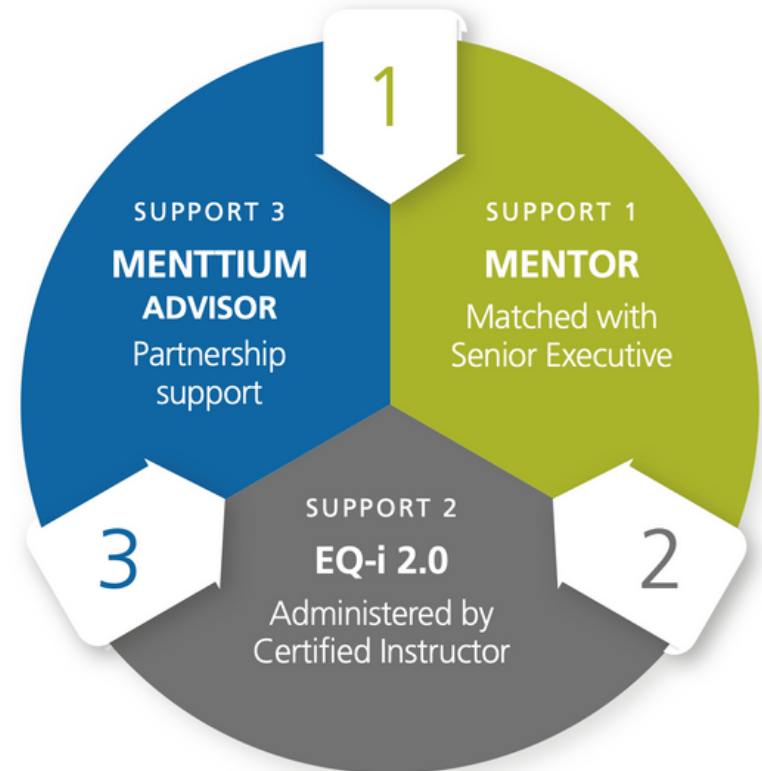 1
SUPPORT 1
MENTOR
Matched with
Senior Executive
2
SUPPORT 2
EQ-i 2.0
Administered by
Certified Instructor
3
SUPPORT 3
MENTTIUM
ADVISOR
Partnership
support